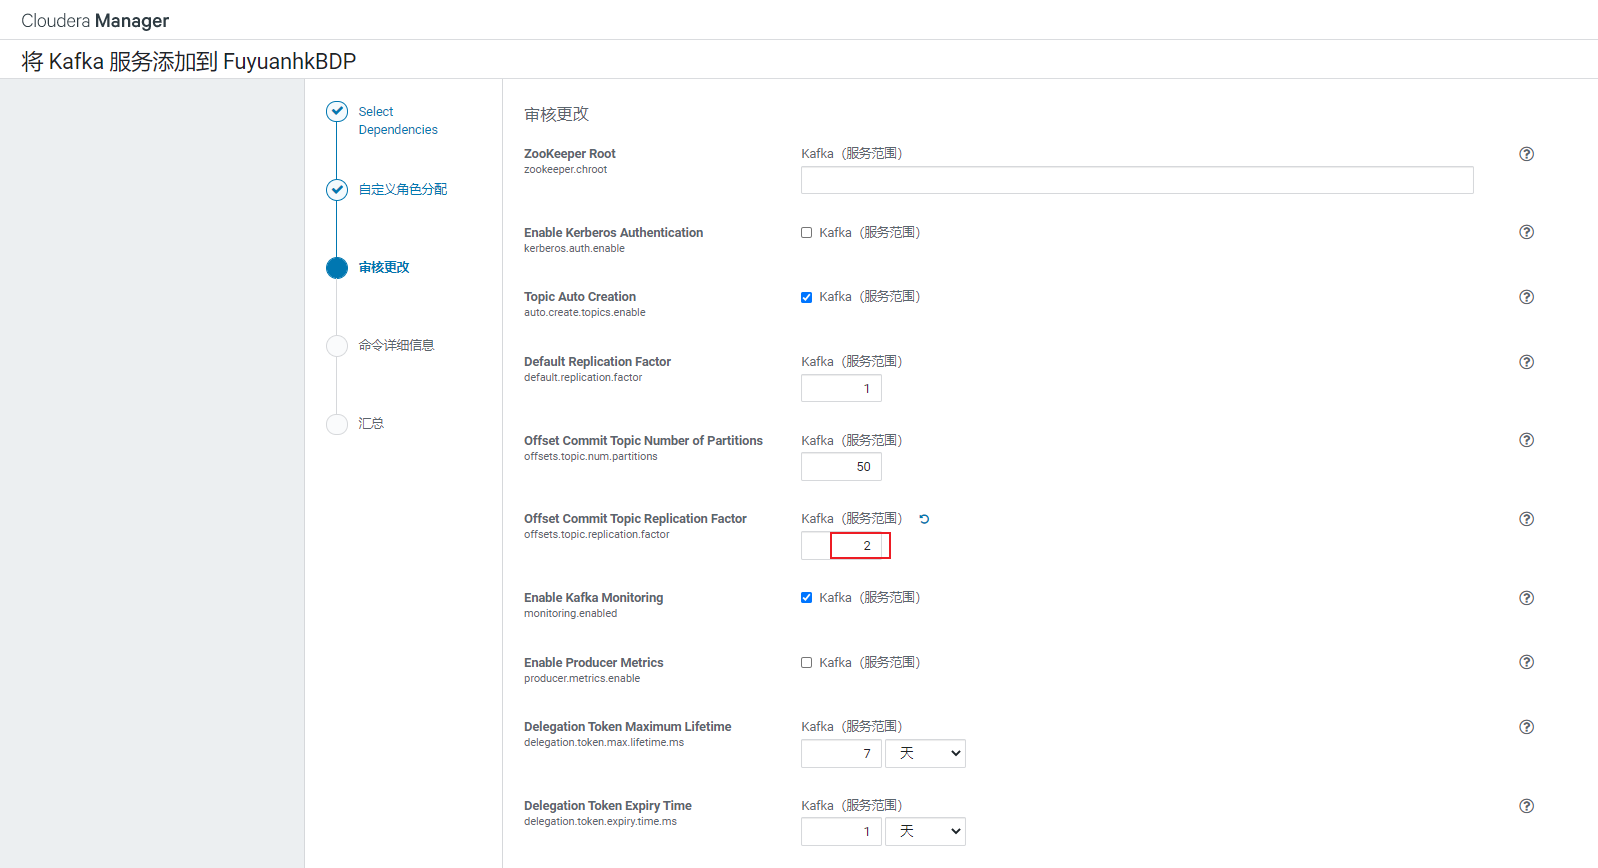 Cloudera Manager
将 Kafka 服务添加到 FuyuanhkBDP
Select
Dependencies
自定义角色分配
审核更改
命令详细信息
汇总
审核更改
ZooKeeper Root
zookeeper.chroot
Kafka（服务范围）
Enable Kerberos Authentication
kerberos.auth.enable
Kafka（服务范围）
Topic Auto Creation
auto.create.topics.enable
Kafka（服务范围）
Default Replication Factor
default.replication.factor
Kafka（服务范围）
1
Offset Commit Topic Number of Partitions
offsets.topic.num.partitions
Kafka（服务范围）
50
Offset Commit Topic Replication Factor
offsets.topic.replication.factor
Kafka（服务范围）
2
Enable Kafka Monitoring
monitoring.enabled
Kafka（服务范围）
Enable Producer Metrics
producer.metrics.enable
Kafka（服务范围）
Delegation Token Maximum Lifetime
delegation.token.max.lifetime.ms
Kafka（服务范围）
7 天
Delegation Token Expiry Time
delegation.token.expiry.time.ms
Kafka（服务范围）
1 天